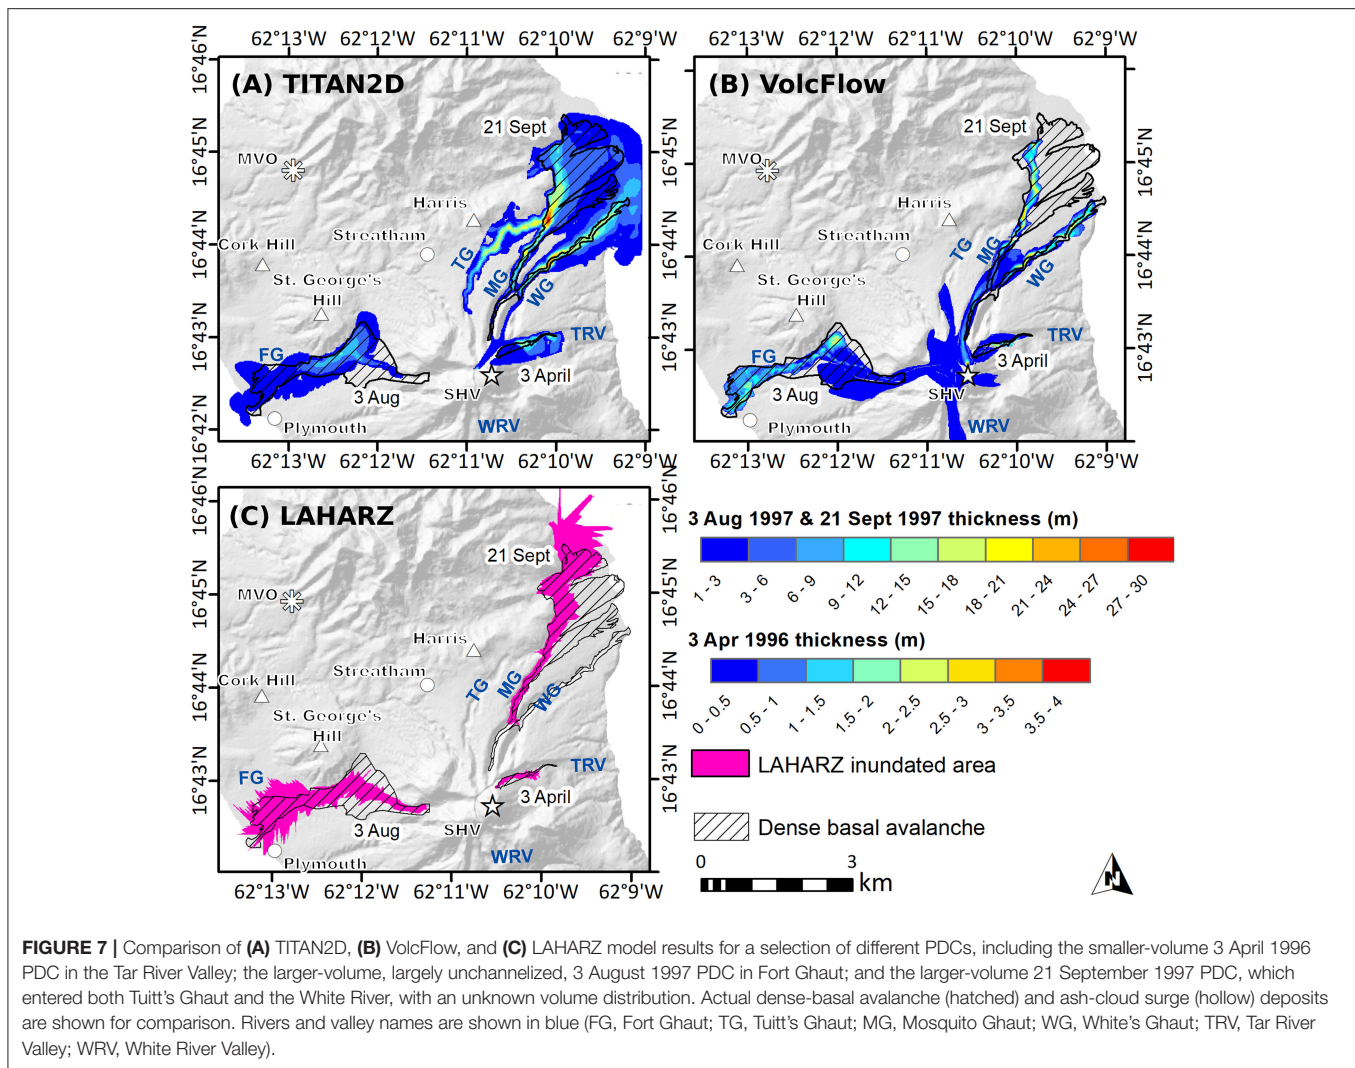 62°13'W 62°12'W 62°11'W 62°10'W 62°9'W
62°13'W 62°12'W 62°11'W 62°10'W 62°9'W
(A) TITAN2D
16°46'N
16°45'N
16°44'N
16°43'N
16°42'N
21 Sept
MVO
Harris
Streatham
Cork Hill
St. George's
Hill
TG
MG
WG
TRV
FG
3 April
3 Aug
SHV
Plymouth
WRV
62°13'W 62°12'W 62°11'W 62°10'W 62°9'W
(B) VolcFlow
21 Sept
MVO
Harris
Streatham
Cork Hill
St. George's
Hill
TG
MG
WG
TRV
FG
3 April
3 Aug
SHV
Plymouth
WRV
16°45'N
16°44'N
16°43'N
16°42'N
62°13'W 62°12'W 62°11'W 62°10'W 62°9'W
(C) LAHARZ
16°46'N
16°45'N
16°44'N
16°43'N
21 Sept
MVO
Harris
Streatham
Cork Hill
St. George's
Hill
TG
MG
WG
TRV
FG
3 April
3 Aug
SHV
Plymouth
WRV
16°46'N
16°45'N
16°44'N
16°43'N
62°13'W 62°12'W 62°11'W 62°10'W 62°9'W
3 Aug 1997 & 21 Sept 1997 thickness (m)
1 - 3 3 - 6 6 - 9 9 - 12 12 - 15 15 - 18 18 - 21 21 - 24 24 - 27 27 - 30
3 Apr 1996 thickness (m)
0 - 0.5 0.5 - 1 1 - 1.5 1.5 - 2 2 - 2.5 2.5 - 3 3 - 3.5 3.5 - 4
LAHARZ inundated area
Dense basal avalanche
0 3
km
N
FIGURE 7 | Comparison of (A) TITAN2D, (B) VolcFlow, and (C) LAHARZ model results for a selection of different PDCs, including the smaller-volume 3 April 1996
PDC in the Tar River Valley; the larger-volume, largely unchannelized, 3 August 1997 PDC in Fort Ghaut; and the larger-volume 21 September 1997 PDC, which
entered both Tuitt's Ghaut and the White River, with an unknown volume distribution. Actual dense-basal avalanche (hatched) and ash-cloud surge (hollow) deposits
are shown for comparison. Rivers and valley names are shown in blue (FG, Fort Ghaut; TG, Tuitt's Ghaut; MG, Mosquito Ghaut; WG, White's Ghaut; TRV, Tar River
Valley; WRV, White River Valley).